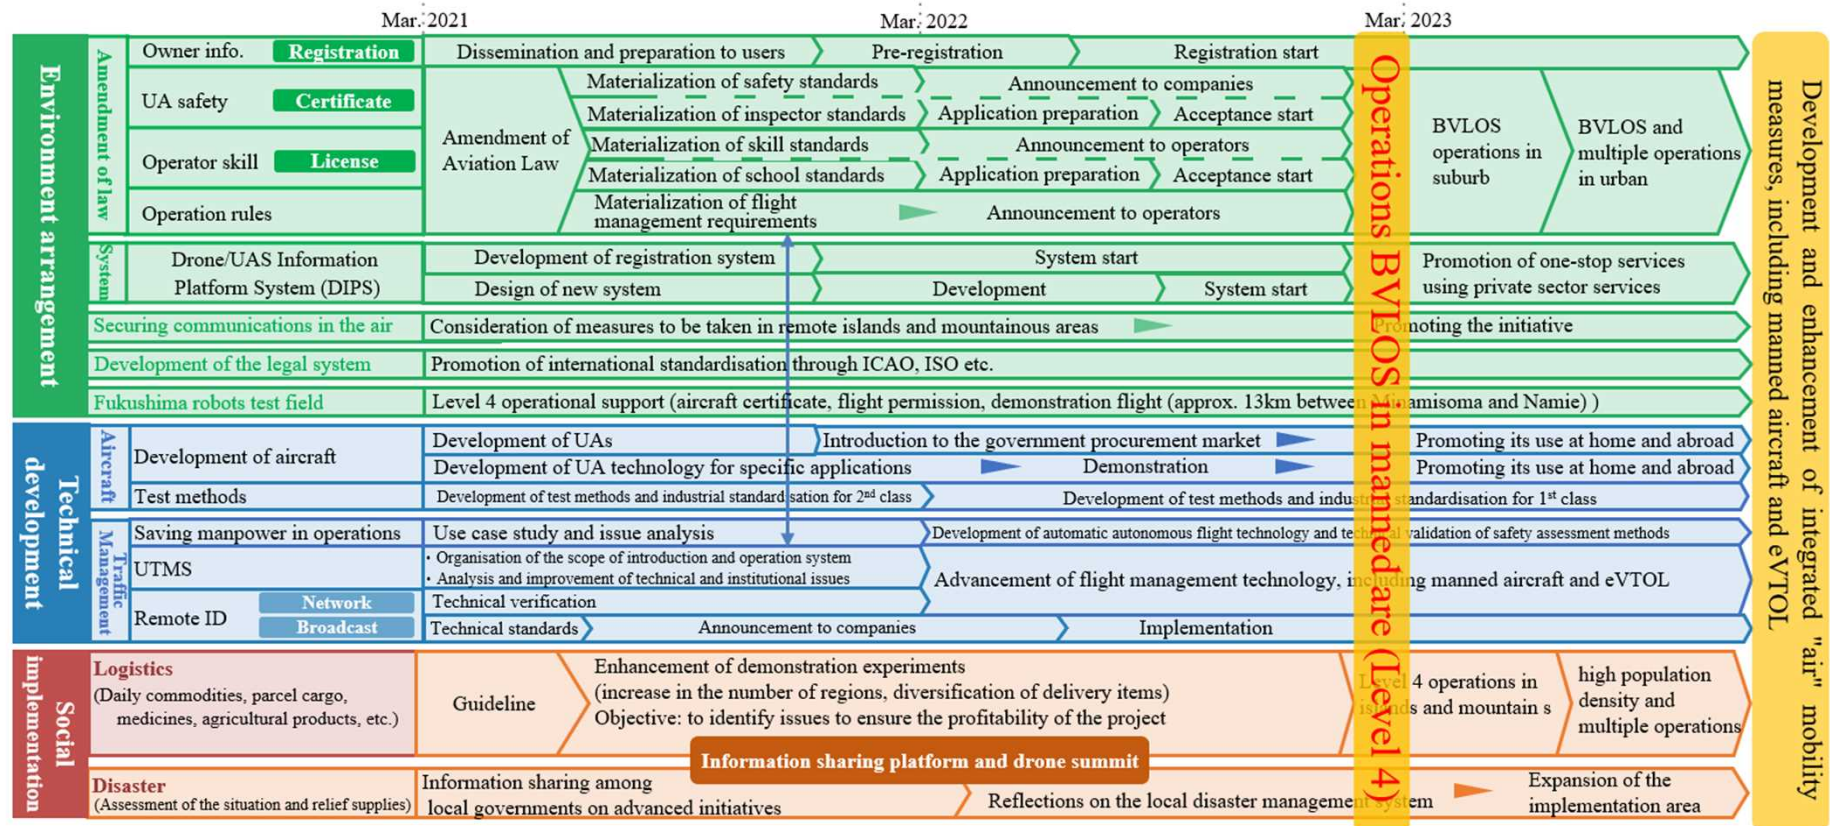 Mar. 2021
Mar. 2022
Mar. 2023
Environment arrangement
Amendment of law
Owner info.
Registration
Dissemination and preparation to users
Pre-registration
Registration start
UA safety
Certificate
Operator skill
License
Operation rules
Amendment of
Aviation Law
Materialization of safety standards
Announcement to companies
Materialization of inspector standards
Application preparation
Acceptance start
Materialization of skill standards
Announcement to operators
Materialization of school standards
Application preparation
Acceptance start
Materialization of flight
management requirements
Announcement to operators
BVLOS
operations in
suburb
BVLOS and
multiple operations
in urban
System
Drone/UAS Information
Platform System (DIPS)
Development of registration system
System start
Design of new system
Development
System start
Promotion of one-stop services
using private sector services
Securing communications in the air
Consideration of measures to be taken in remote islands and mountainous areas
Promoting the initiative
Development of the legal system
Promotion of international standardisation through ICAO, ISO etc.
Fukushima robots test field
Level 4 operational support (aircraft certificate, flight permission, demonstration flight (approx. 13km between Minamisoma and Namie) )
Technical
development
Aircraft
Development of aircraft
Development of UAs
Introduction to the government procurement market
Promoting its use at home and abroad
Development of UA technology for specific applications
Demonstration
Promoting its use at home and abroad
Test methods
Development of test methods and industrial standardisation for 2nd class
Development of test methods and industrial standardisation for 1st class
Traffic
Management
Saving manpower in operations
Use case study and issue analysis
Development of automatic autonomous flight technology and technical validation of safety assessment methods
UTMS
· Organisation of the scope of introduction and operation system
· Analysis and improvement of technical and institutional issues
Advancement of flight management technology, including manned aircraft and eVTOL
Remote ID
Network
Technical verification
Broadcast
Technical standards
Announcement to companies
Implementation
Social
implementation
Logistics
(Daily commodities, parcel cargo,
medicines, agricultural products, etc.)
Guideline
Enhancement of demonstration experiments
(increase in the number of regions, diversification of delivery items)
Objective: to identify issues to ensure the profitability of the project
Level 4 operations in
islands and mountain s
high population
density and
multiple operations
Information sharing platform and drone summit
Disaster
(Assessment of the situation and relief supplies)
Information sharing among
local governments on advanced initiatives
Reflections on the local disaster management system
Expansion of the
implementation area
Operations BVLOS in manned are (Level 4)
Development and enhancement of integrated "air" mobility
measures, including manned aircraft and eVTOL